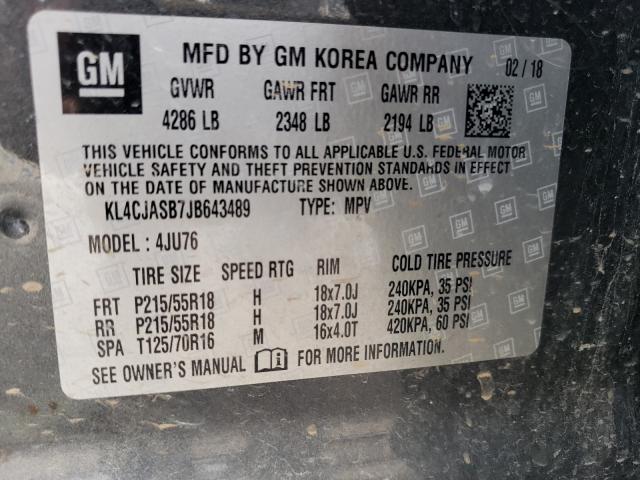 GM MFD BY GM KOREA COMPANY 02 / 18
GVWR GAWR FRT GAWR RR
4286 LB 2348 LB 2194 LB
THIS VEHICLE CONFORMS TO ALL APPLICABLE U.S. FEDERAL MOTOR
VEHICLE SAFETY AND THEFT PREVENTION STANDARDS IN EFFECT
ON THE DATE OF MANUFACTURE SHOWN ABOVE.
KL4CJASB7JB643489 TYPE: MPV
MODEL: 4JU76
TIRE SIZE SPEED RTG RIM COLD TIRE PRESSURE
FRT P215/55R18 H 18x7.0J 240KPA, 35 PSI
RR P215/55R18 H 18x7.0J 240KPA, 35 PSI
SPA T125/70R16 M 16x4.0T 420KPA, 60 PSI
SEE OWNER'S MANUAL FOR MORE INFORMATION.